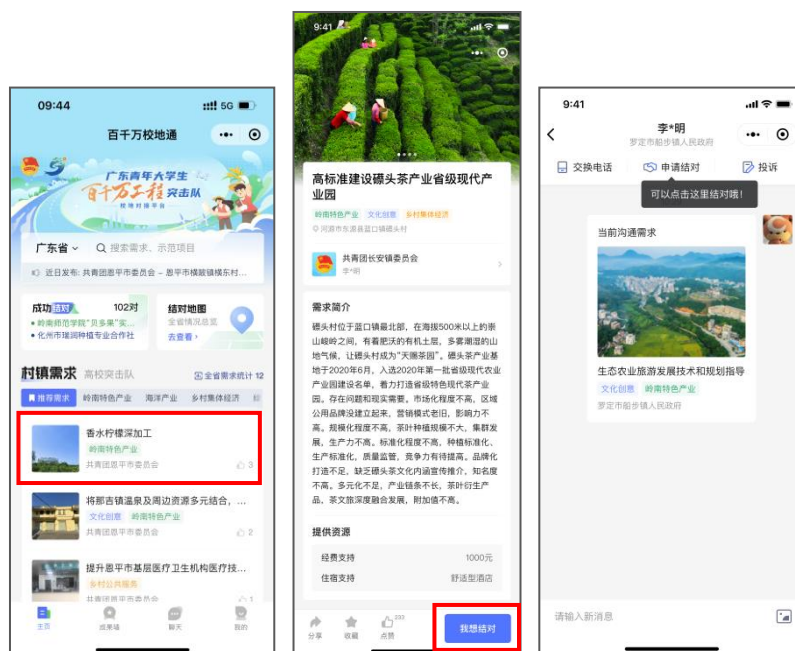 09:44
5G
百千万校地通
广东青年大学生
百千万工程突击队
校地村接平台
广东省
搜索需求、示范项目
近日发布: 共青团恩平市委员会 – 恩平市横陂镇横东村...
成功结对
102对
岭南师范学院“贝多果”实...
化州市瑞润种植专业合作社
结对地图
全省情况总览
去查看
村镇需求
高校突击队
全省需求统计 12
推荐需求
岭南特色产业
海洋产业
乡村集体经济
香水柠檬深加工
岭南特色产业
共青团恩平市委员会
3
将那吉镇温泉及周边资源多元结合，...
文化创意
岭南特色产业
共青团恩平市委员会
2
提升恩平市基层医疗卫生机构医疗技...
乡村公共服务
共青团恩平市委员会
1
主页
成果墙
聊天
我的
9:41
高标准建设礤头茶产业省级现代产
业园
岭南特色产业
文化创意
乡村集体经济
河源市东源县蓝口镇礤头村
共青团长安镇委员会
李*明
需求简介
礤头村位于蓝口镇最北部，在海拔500米以上的崇
山峻岭之间，有着肥沃的有机土层，多雾潮湿的山
地气候，让礤头村成为“天赐茶园”。礤头茶产业基
地于2020年6月，入选2020年第一批省级现代农业
产业园建设名单，着力打造省级特色现代茶产业
园。存在问题和现实需要。市场化程度不高，区域
公用品牌没建立起来，营销模式老旧，影响力不
高。规模化程度不高，茶叶种植规模不大，集群发
展，生产力不高。标准化程度不高，种植标准化、
生产标准化，质量监管，竞争力有待提高。品牌化
打造不足，缺乏礤头茶文化内涵宣传推介，知名度
不高。多元化不足，产业链条不长，茶叶衍生产
品、茶文旅深度融合发展，附加值不高。
提供资源
经费支持
1000元
住宿支持
舒适型酒店
分享
收藏
点赞
233
我想结对
9:41
李*明
罗定市船步镇人民政府
交换电话
申请结对
投诉
可以点击这里结对哦！
当前沟通需求
生态农业旅游发展技术和规划指导
文化创意
岭南特色产业
罗定市船步镇人民政府
请输入新消息